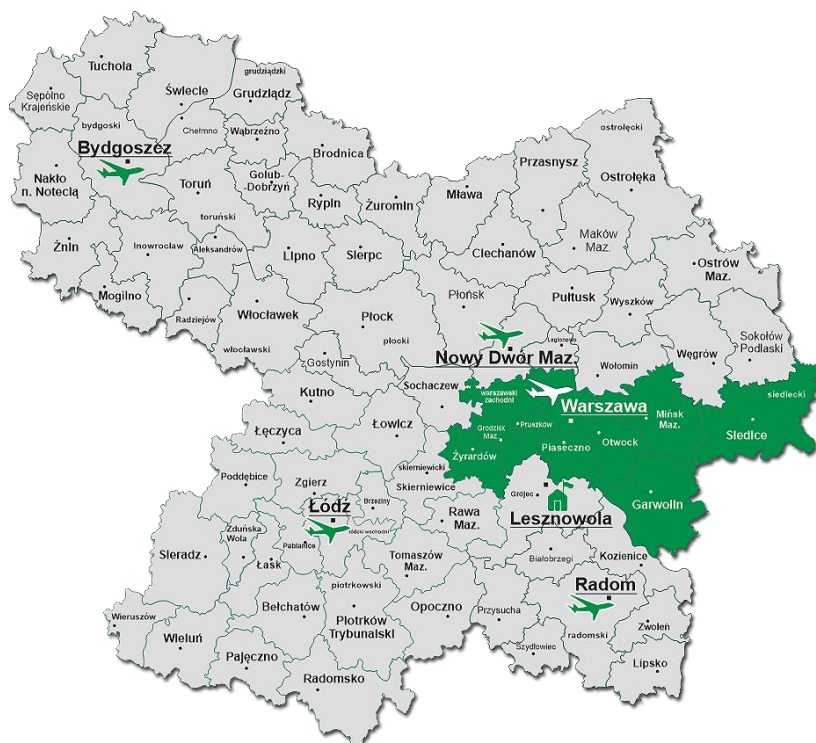 Tuchola
grudziądzki
Sępólno
Krajeńskie
Świecie
Grudziądz
bydgoski
Chełmno
Wąbrzeźno
ostrołęcki
Bydgoszcz
Brodnica
Przasnysz
Nakło
n. Notecią
Toruń
Golub-
-Dobrzyń
Rypin
Żuromin
Mława
Ostrołęka
toruński
Żnin
Inowrocław
Aleksandrów
Lipno
Sierpc
Ciechanów
Maków
Maz.
Ostrów
Maz.
Mogilno
Radziejów
Włocławek
Płock
Płońsk
Pułtusk
Wyszków
włocławski
płocki
Legionowo
Sokołów
Podlaski
Gostynin
Nowy Dwór Maz.
Wołomin
Węgrów
Kutno
Sochaczew
warszawski
zachodni
siedlecki
Łęczyca
Łowicz
Warszawa
Mińsk
Maz.
Grodzisk
Maz.
Pruszków
Piaseczno
Otwock
Siedlce
Żyrardów
skierniewicki
Skierniewice
Poddębice
Zgierz
Brzeziny
Grójec
Garwolin
Łódź
Rawa
Maz.
Lesznowola
Zduńska
Wola
łódzki wschodni
Sieradz
Łask
Pabianice
Tomaszów
Maz.
Białobrzegi
Kozienice
piotrkowski
Radom
Bełchatów
Opoczno
Przysucha
Wieruszów
Piotrków
Trybunalski
Zwoleń
Wieluń
radomski
Pajęczno
Szydłowiec
Lipsko
Radomsko